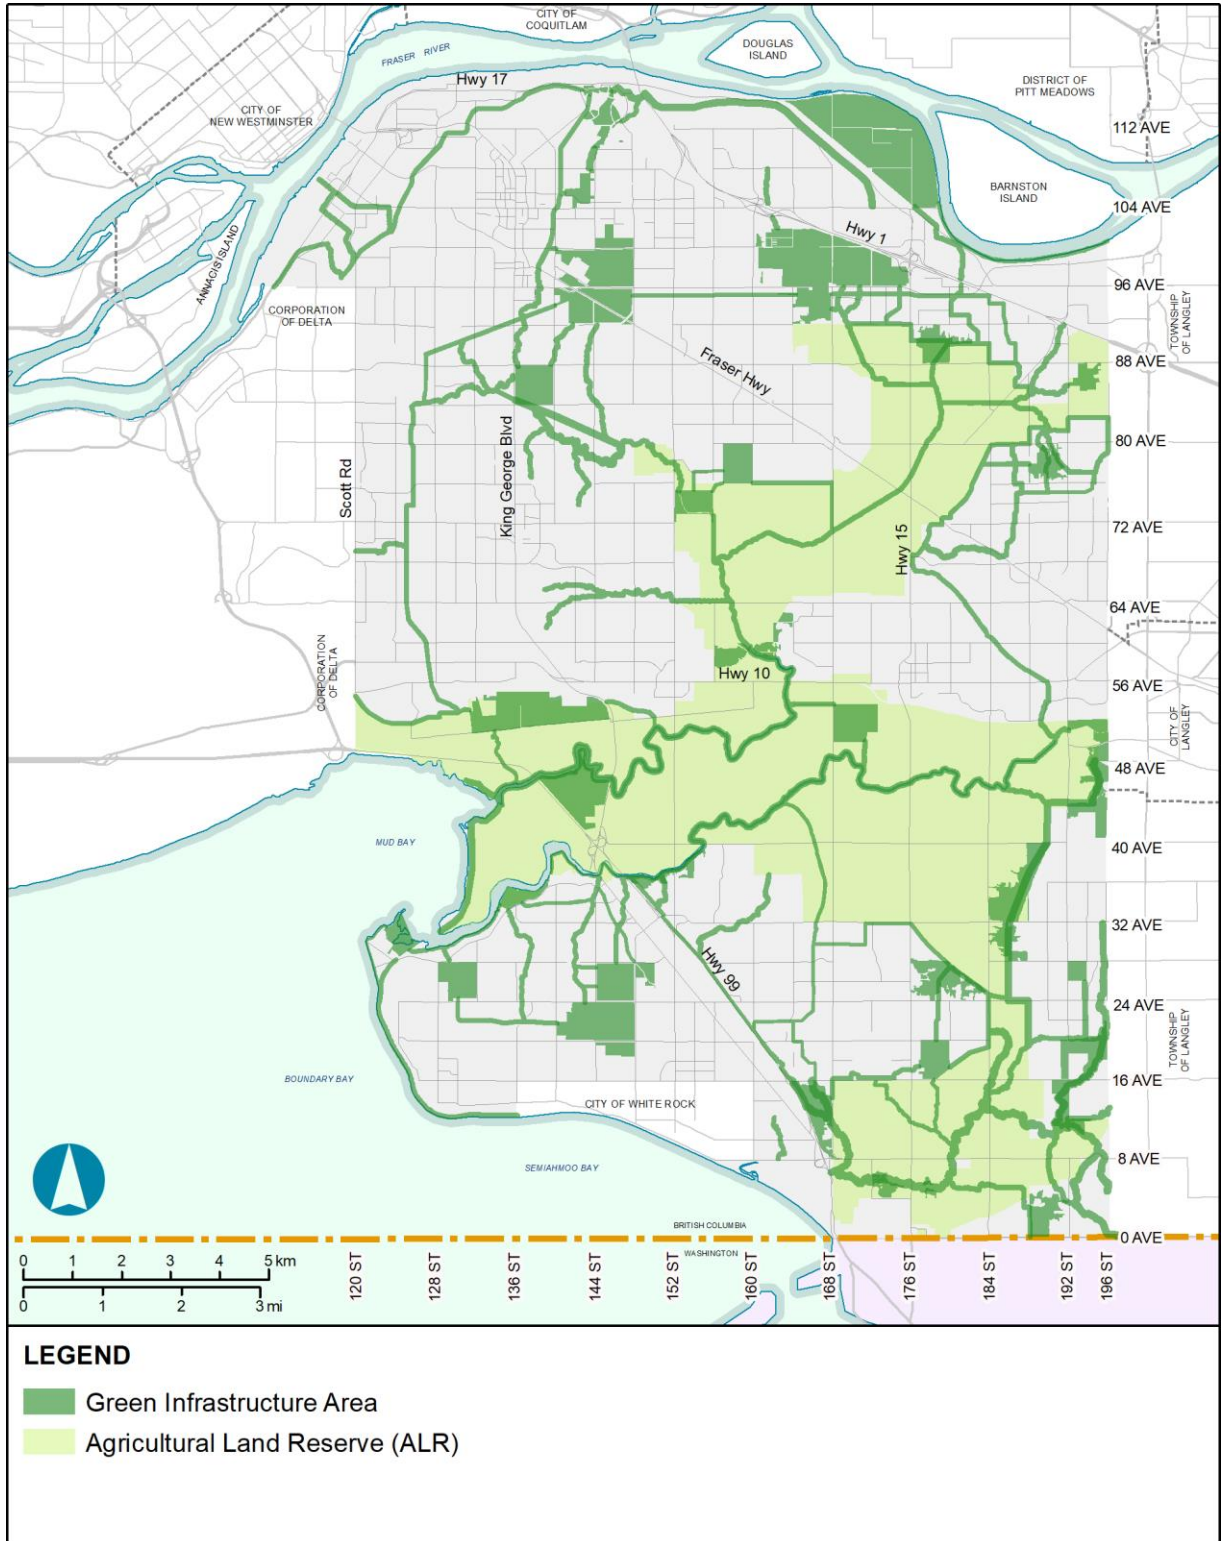 CITY OF
COQUITLAM
FRASER RIVER
DOUGLAS
ISLAND
Hwy 17
DISTRICT OF
PITT MEADOWS
CITY OF
NEW WESTMINSTER
112 AVE
BARNSTON
ISLAND
104 AVE
Hwy 1
ANNACIS ISLAND
96 AVE
CORPORATION
OF DELTA
TOWNSHIP
OF LANGLEY
Fraser Hwy
88 AVE
80 AVE
King George Blvd
Scott Rd
72 AVE
Hwy 15
64 AVE
CORPORATION
OF DELTA
Hwy 10
56 AVE
CITY OF
LANGLEY
48 AVE
MUD BAY
40 AVE
32 AVE
Hwy 99
24 AVE
TOWNSHIP
OF LANGLEY
BOUNDARY BAY
16 AVE
CITY OF WHITE ROCK
8 AVE
SEMIAHMOO BAY
BRITISH COLUMBIA
0 AVE
WASHINGTON
0 1 2 3 4 5 km
0 1 2 3 mi
120 ST
128 ST
136 ST
144 ST
152 ST
160 ST
168 ST
176 ST
184 ST
192 ST
196 ST
LEGEND
Green Infrastructure Area
Agricultural Land Reserve (ALR)